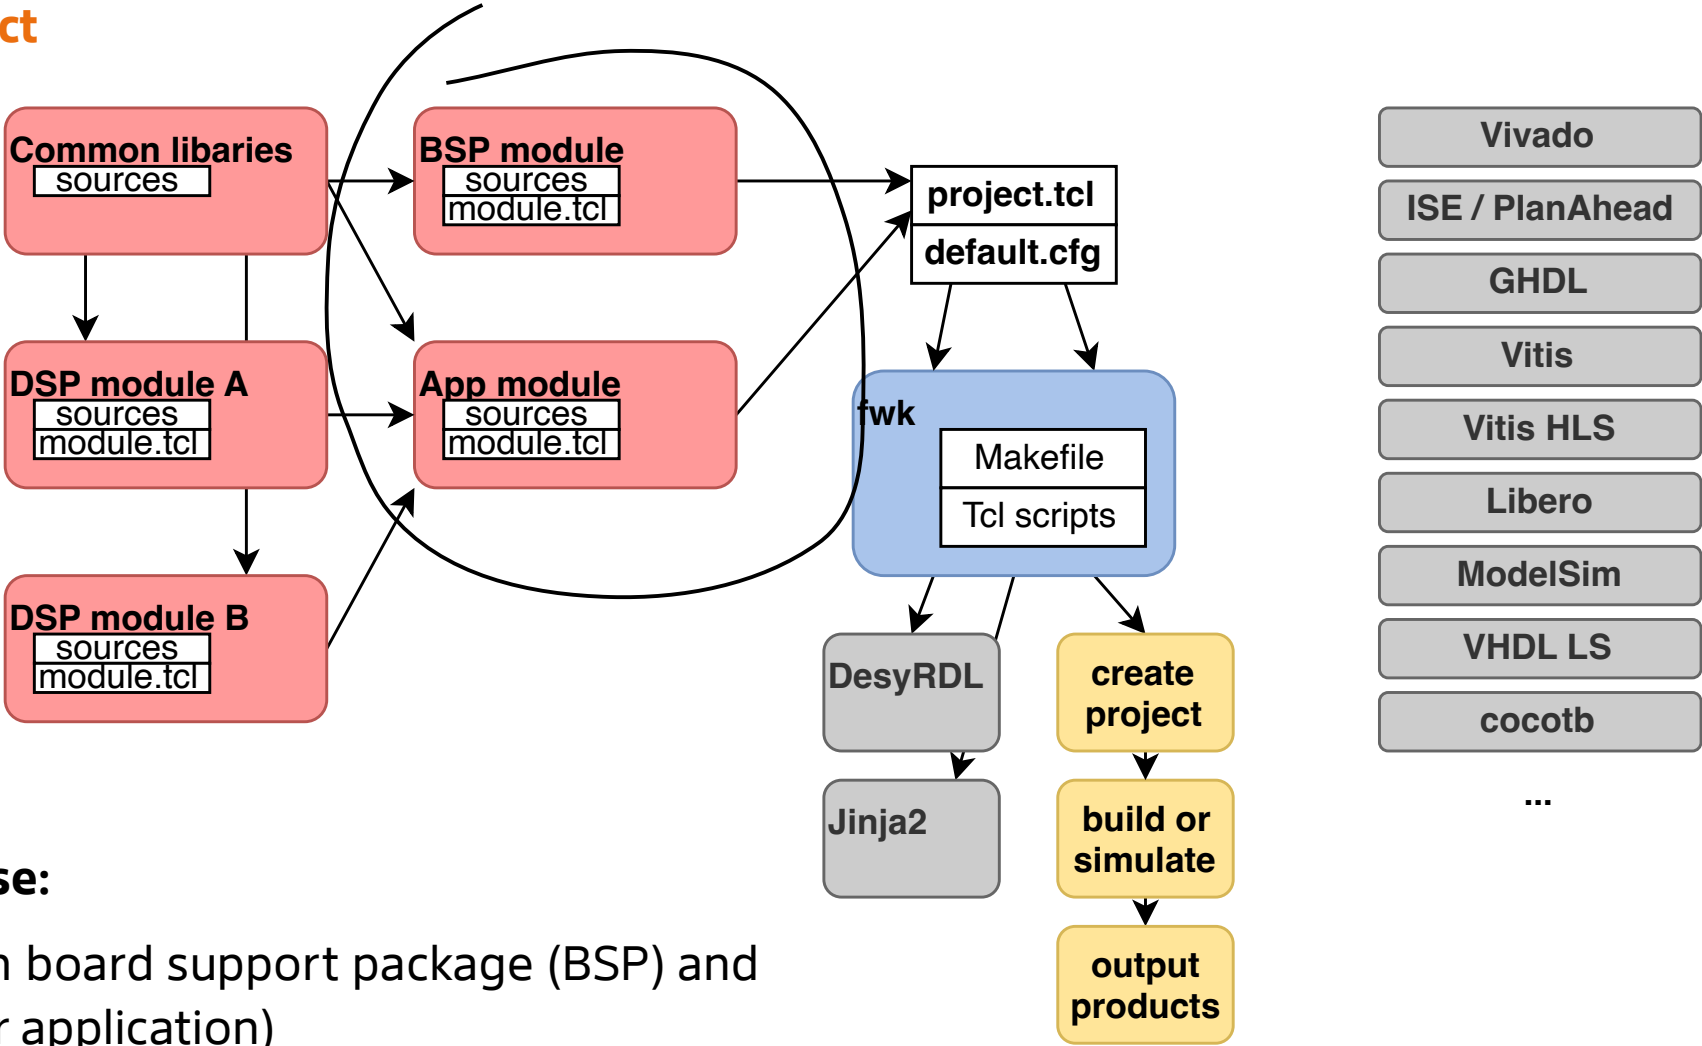 ct
Common libaries
sources
BSP module
sources
module.tcl
project.tcl
default.cfg
DSP module A
sources
module.tcl
App module
sources
module.tcl
fwk
Makefile
Tcl scripts
DSP module B
sources
module.tcl
DesyRDL
Jinja2
create
project
build or
simulate
output
products
Vivado
ISE / PlanAhead
GHDL
Vitis
Vitis HLS
Libero
ModelSim
VHDL LS
cocotb
...
se:
n board support package (BSP) and
r application)